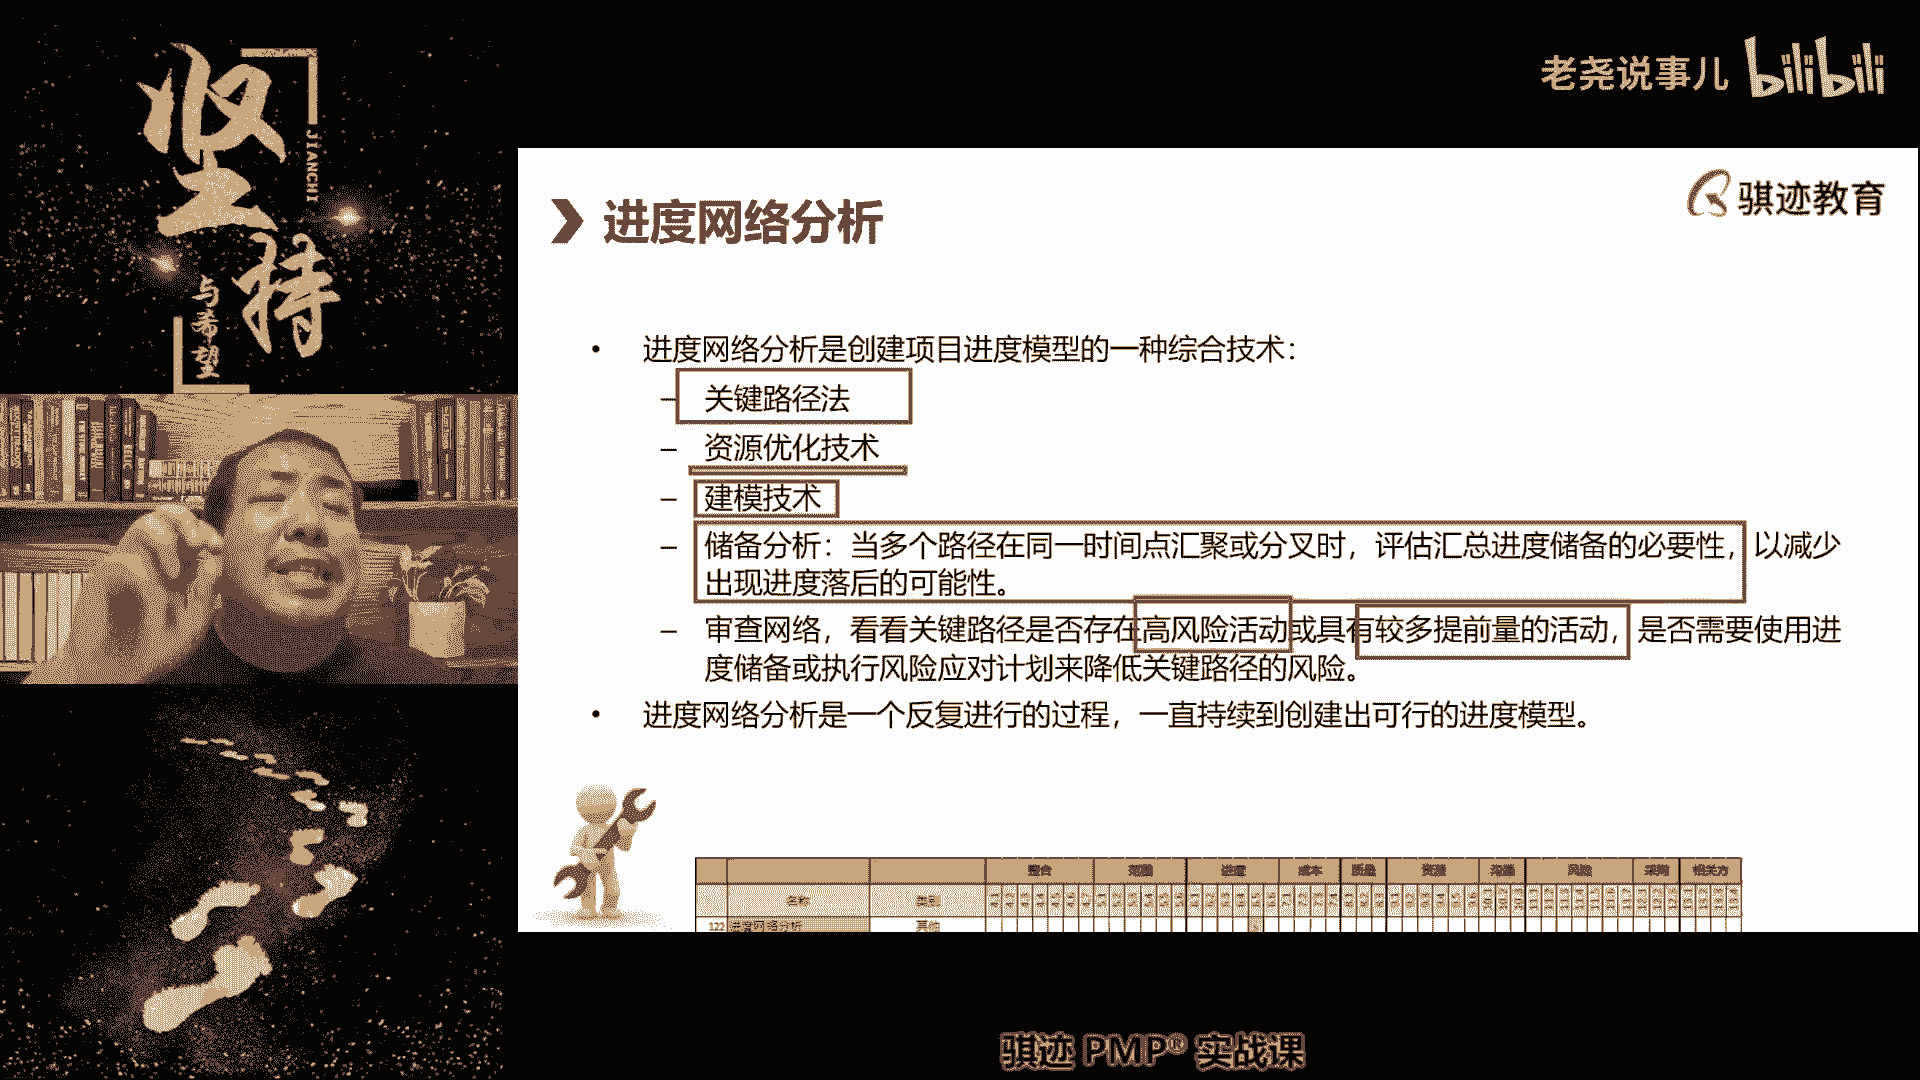 坚持
JIANCHI
与希望
老尧说事儿 bilibili
骐迹教育
进度网络分析
• 进度网络分析是创建项目进度模型的一种综合技术：
– 关键路径法
– 资源优化技术
– 建模技术
– 储备分析：当多个路径在同一时间点汇聚或分叉时，评估汇总进度储备的必要性，以减少
出现进度落后的可能性。
– 审查网络，看看关键路径是否存在高风险活动或具有较多提前量的活动，是否需要使用进
度储备或执行风险应对计划来降低关键路径的风险。
• 进度网络分析是一个反复进行的过程，一直持续到创建出可行的进度模型。
整合 范围 进度 成本 质量 资源 沟通 风险 采购 相关方
名称 类别
122 进度网络分析 其他
骐迹 PMP® 实战课